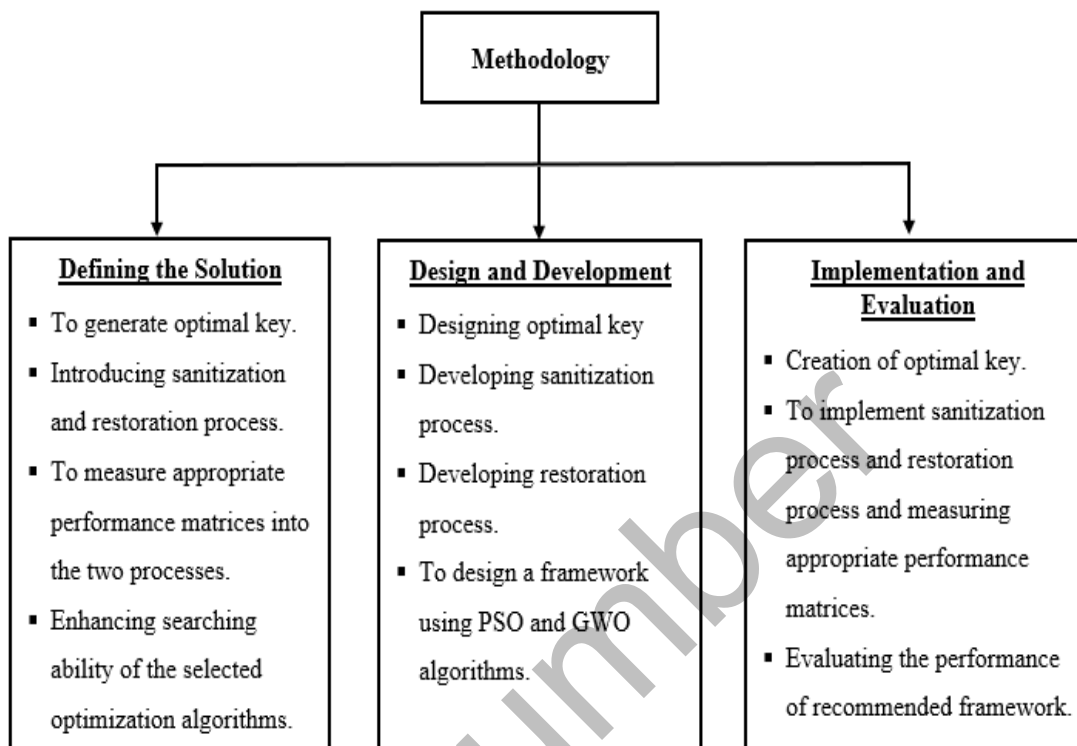 Methodology
Defining the Solution
▪ To generate optimal key.
▪ Introducing sanitization
and restoration process.
▪ To measure appropriate
performance matrices into
the two processes.
▪ Enhancing searching
ability of the selected
optimization algorithms.
Design and Development
▪ Designing optimal key
▪ Developing sanitization
process.
▪ Developing restoration
process.
▪ To design a framework
using PSO and GWO
algorithms.
Implementation and
Evaluation
▪ Creation of optimal key.
▪ To implement sanitization
process and restoration
process and measuring
appropriate performance
matrices.
▪ Evaluating the performance
of recommended framework.